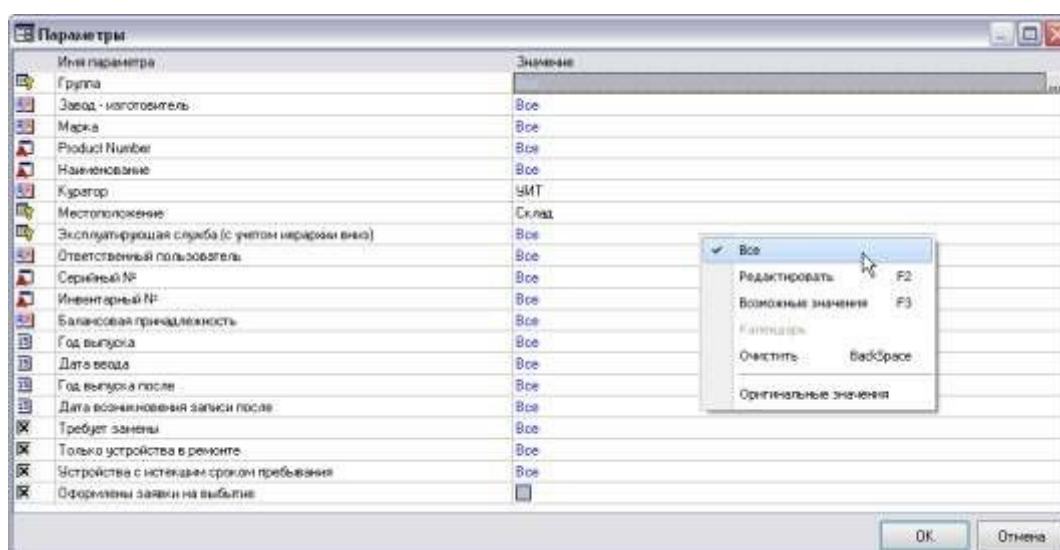 Параметры
Имя параметра Значение
Группа
Завод - изготовитель Все
Марка Все
Product Number Все
Наименование Все
Куратор УИТ
Местоположение Склад
Эксплуатирующая служба (с учетом иерархии вниз) Все
Ответственный пользователь Все
Серийный № Все
Инвентарный № Все
Балансовая принадлежность Все
Год выпуска Все
Дата ввода Все
Год выпуска после Все
Дата возникновения записи после Все
Требует замены Все
Только устройства в ремонте Все
Устройства с истекшим сроком пребывания Все
Оформлены заявки на выбытие
Все
Редактировать F2
Возможные значения F3
Календарь
Очистить BackSpace
Оригинальные значения
OK Отмена